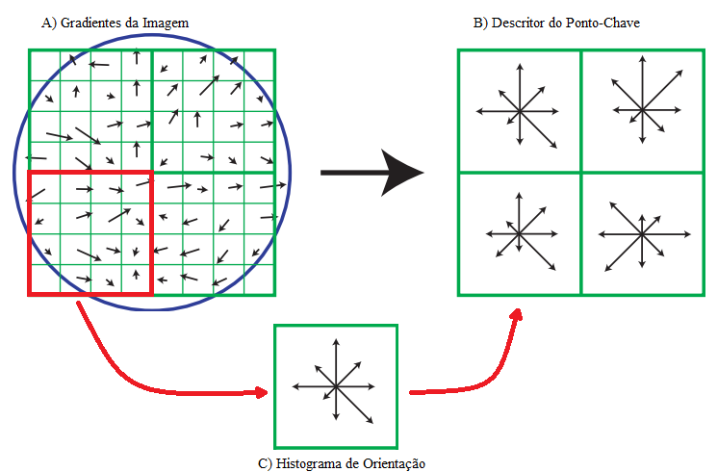 A) Gradientes da Imagem
B) Descritor do Ponto-Chave
C) Histograma de Orientação